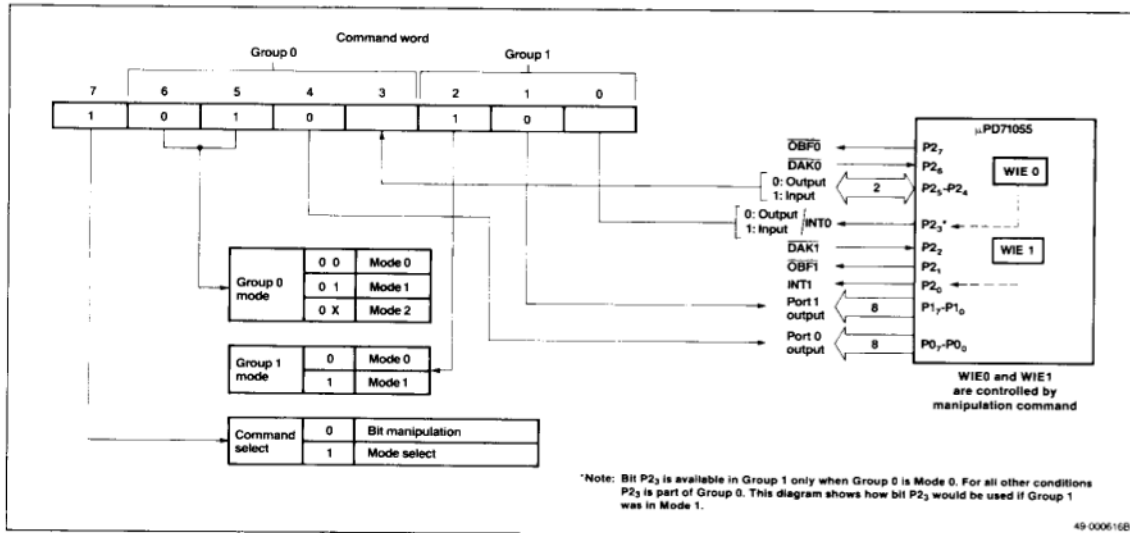 Command word
Group 0
Group 1
7 6 5 4 3 2 1 0
1 0 1 0 1 0
μPD71055
OBF0 P2₇
DAK0 P2₆
WIE 0
0: Output
1: Input
2 P2₅-P2₄
0: Output
1: Input
/INT0 P2₃*
DAK1 P2₂
WIE 1
OBF1 P2₁
INT1 P2₀
Port 1
output
8 P1₇-P1₀
Port 0
output
8 P0₇-P0₀
WIE0 and WIE1
are controlled by
manipulation command
Group 0
mode
0 0 Mode 0
0 1 Mode 1
0 X Mode 2
Group 1
mode
0 Mode 0
1 Mode 1
Command
select
0 Bit manipulation
1 Mode select
*Note: Bit P2₃ is available in Group 1 only when Group 0 is Mode 0. For all other conditions
P2₃ is part of Group 0. This diagram shows how bit P2₃ would be used if Group 1
was in Mode 1.
49-000616B